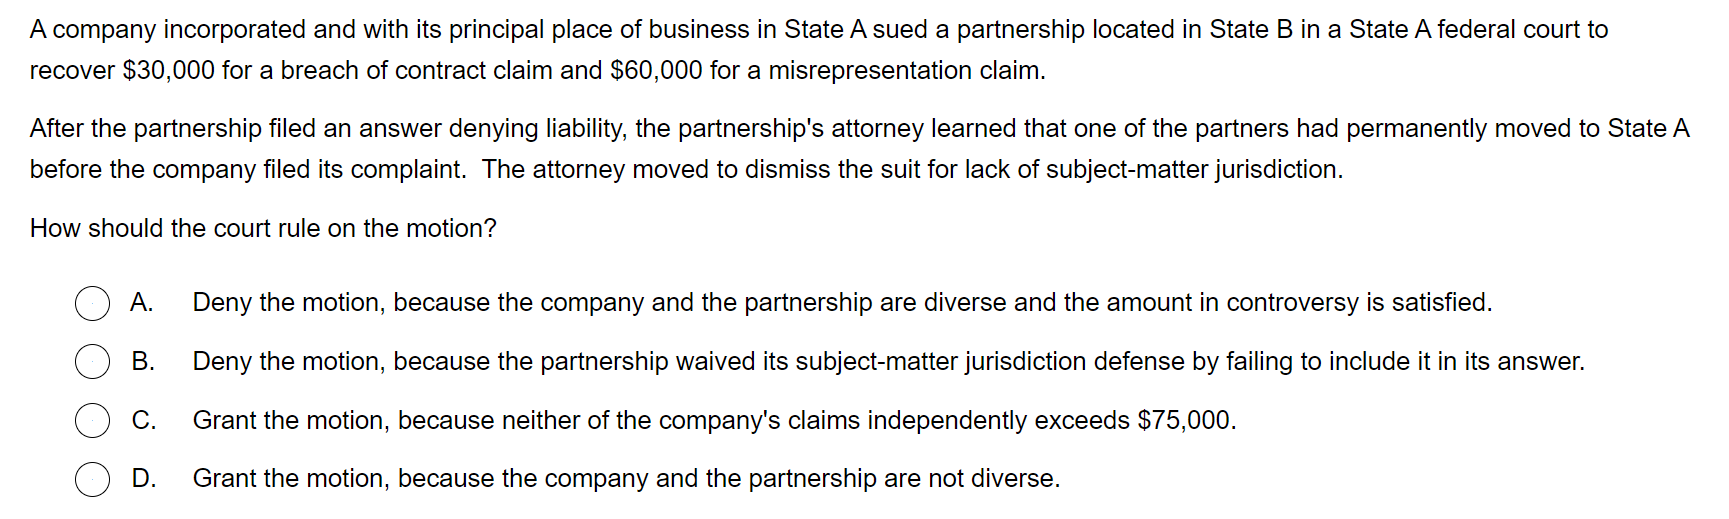 A company incorporated and with its principal place of business in State A sued a partnership located in State B in a State A federal court to
recover $30,000 for a breach of contract claim and $60,000 for a misrepresentation claim.
After the partnership filed an answer denying liability, the partnership's attorney learned that one of the partners had permanently moved to State A
before the company filed its complaint.  The attorney moved to dismiss the suit for lack of subject-matter jurisdiction.
How should the court rule on the motion?
A. Deny the motion, because the company and the partnership are diverse and the amount in controversy is satisfied.
B. Deny the motion, because the partnership waived its subject-matter jurisdiction defense by failing to include it in its answer.
C. Grant the motion, because neither of the company's claims independently exceeds $75,000.
D. Grant the motion, because the company and the partnership are not diverse.